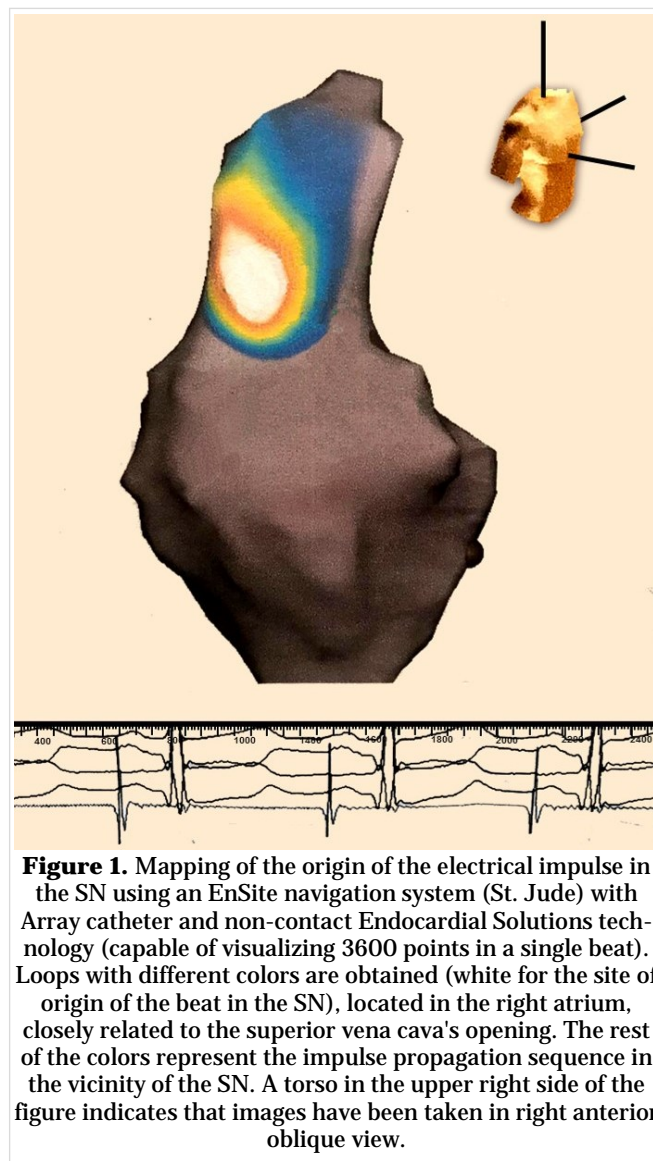 400 600 800 1000 1400 1600 1800 2000 2200 2400
Figure 1. Mapping of the origin of the electrical impulse in
the SN using an EnSite navigation system (St. Jude) with
Array catheter and non-contact Endocardial Solutions tech-
nology (capable of visualizing 3600 points in a single beat).
Loops with different colors are obtained (white for the site of
origin of the beat in the SN), located in the right atrium,
closely related to the superior vena cava's opening. The rest
of the colors represent the impulse propagation sequence in
the vicinity of the SN. A torso in the upper right side of the
figure indicates that images have been taken in right anterior
oblique view.